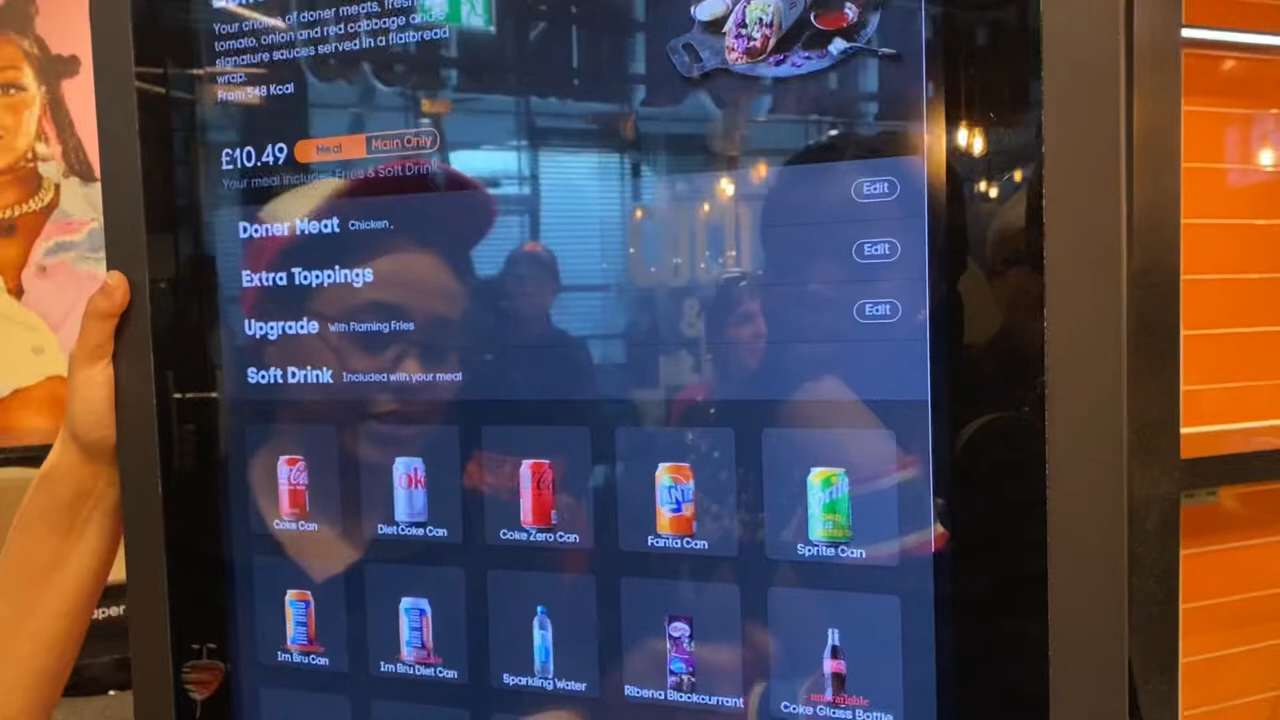 Your choice of doner meats, fresh
tomato, onion and red cabbage and 3
signature sauces served in a flatbread
wrap.
From 548 Kcal
£10.49 Meal Main Only
Your meal includes Fries & Soft Drink
Edit
Doner Meat Chicken,
Edit
Extra Toppings
Edit
Upgrade With Flaming Fries
Soft Drink Included with your meal
Coke Can
Diet Coke Can
Coke Zero Can
Fanta Can
Sprite Can
Irn Bru Can
Irn Bru Diet Can
Sparkling Water
Ribena Blackcurrant
unavailable
Coke Glass Bottle
aper